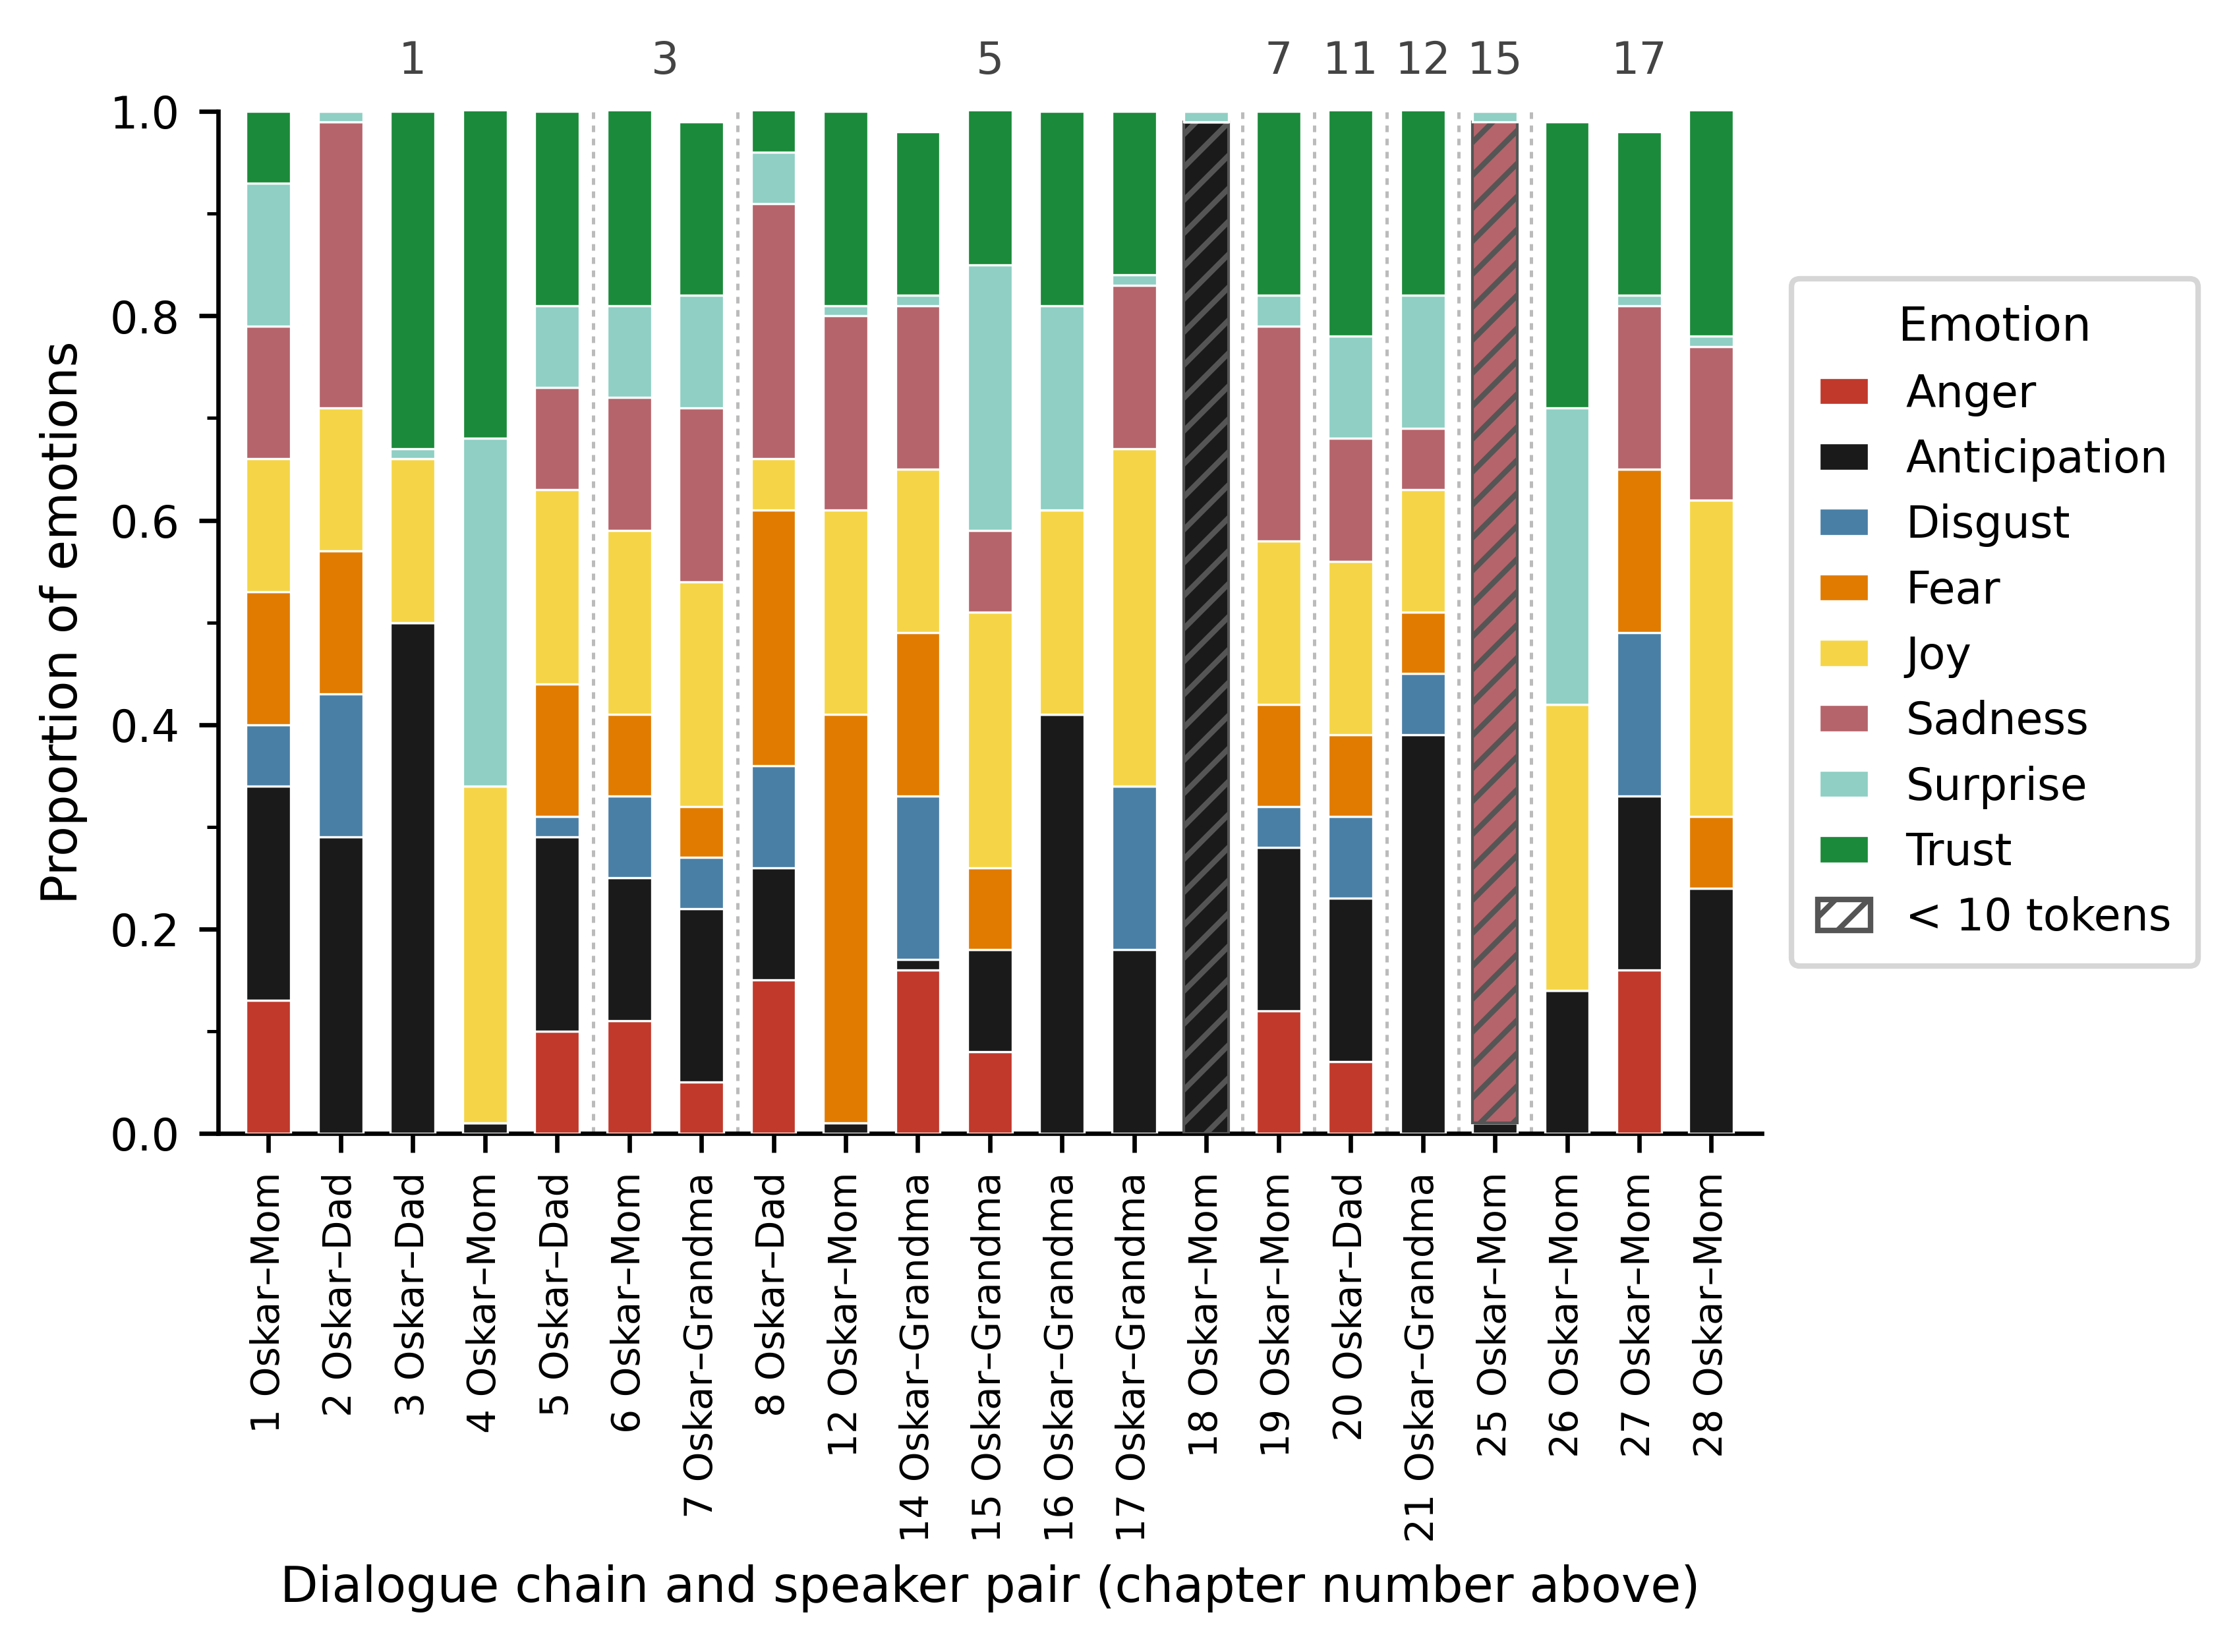 1 3 5 7 11 12 15 17
1.0
0.8
0.6
0.4
0.2
0.0
Proportion of emotions
1 Oskar–Mom
2 Oskar–Dad
3 Oskar–Dad
4 Oskar–Mom
5 Oskar–Dad
6 Oskar–Mom
7 Oskar–Grandma
8 Oskar–Dad
12 Oskar–Mom
14 Oskar–Grandma
15 Oskar–Grandma
16 Oskar–Grandma
17 Oskar–Grandma
18 Oskar–Mom
19 Oskar–Mom
20 Oskar–Dad
21 Oskar–Grandma
25 Oskar–Mom
26 Oskar–Mom
27 Oskar–Mom
28 Oskar–Mom
Dialogue chain and speaker pair (chapter number above)
Emotion
Anger
Anticipation
Disgust
Fear
Joy
Sadness
Surprise
Trust
< 10 tokens